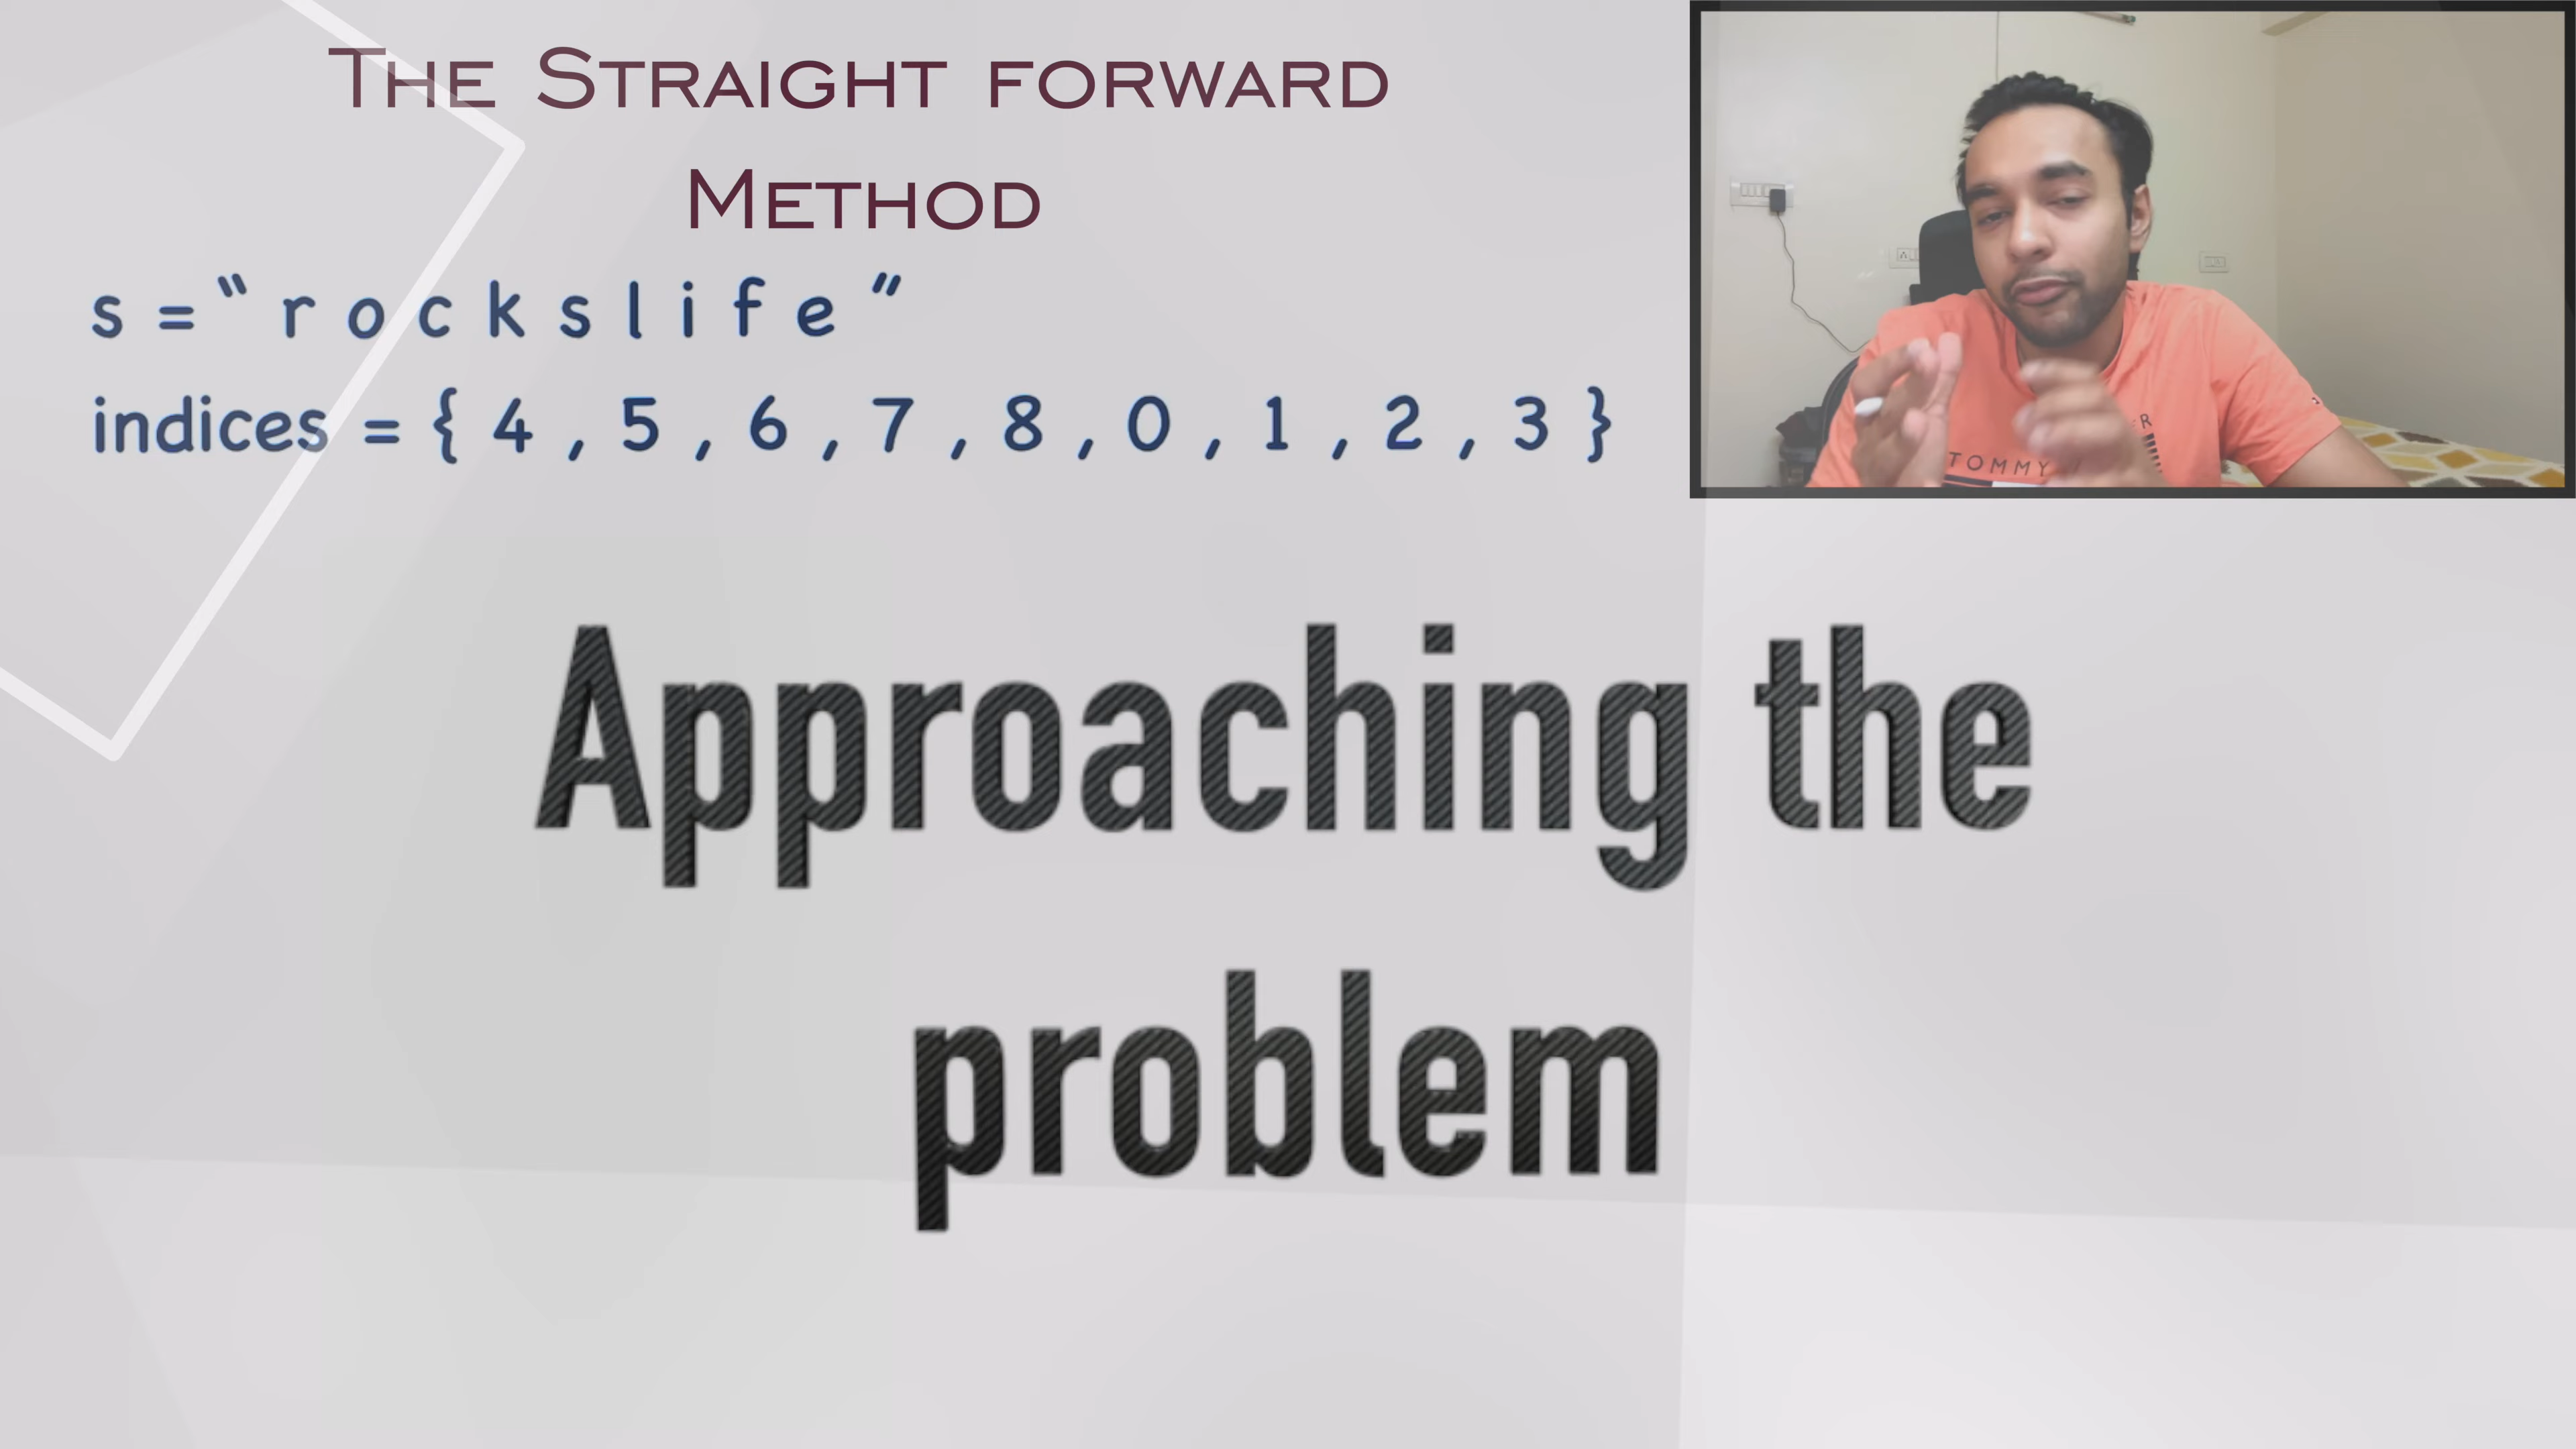 The Straight forward
Method
s = “ r o c k s l i f e ”
indices = { 4 , 5 , 6 , 7 , 8 , 0 , 1 , 2 , 3 }
TOMMY
Approaching the
problem